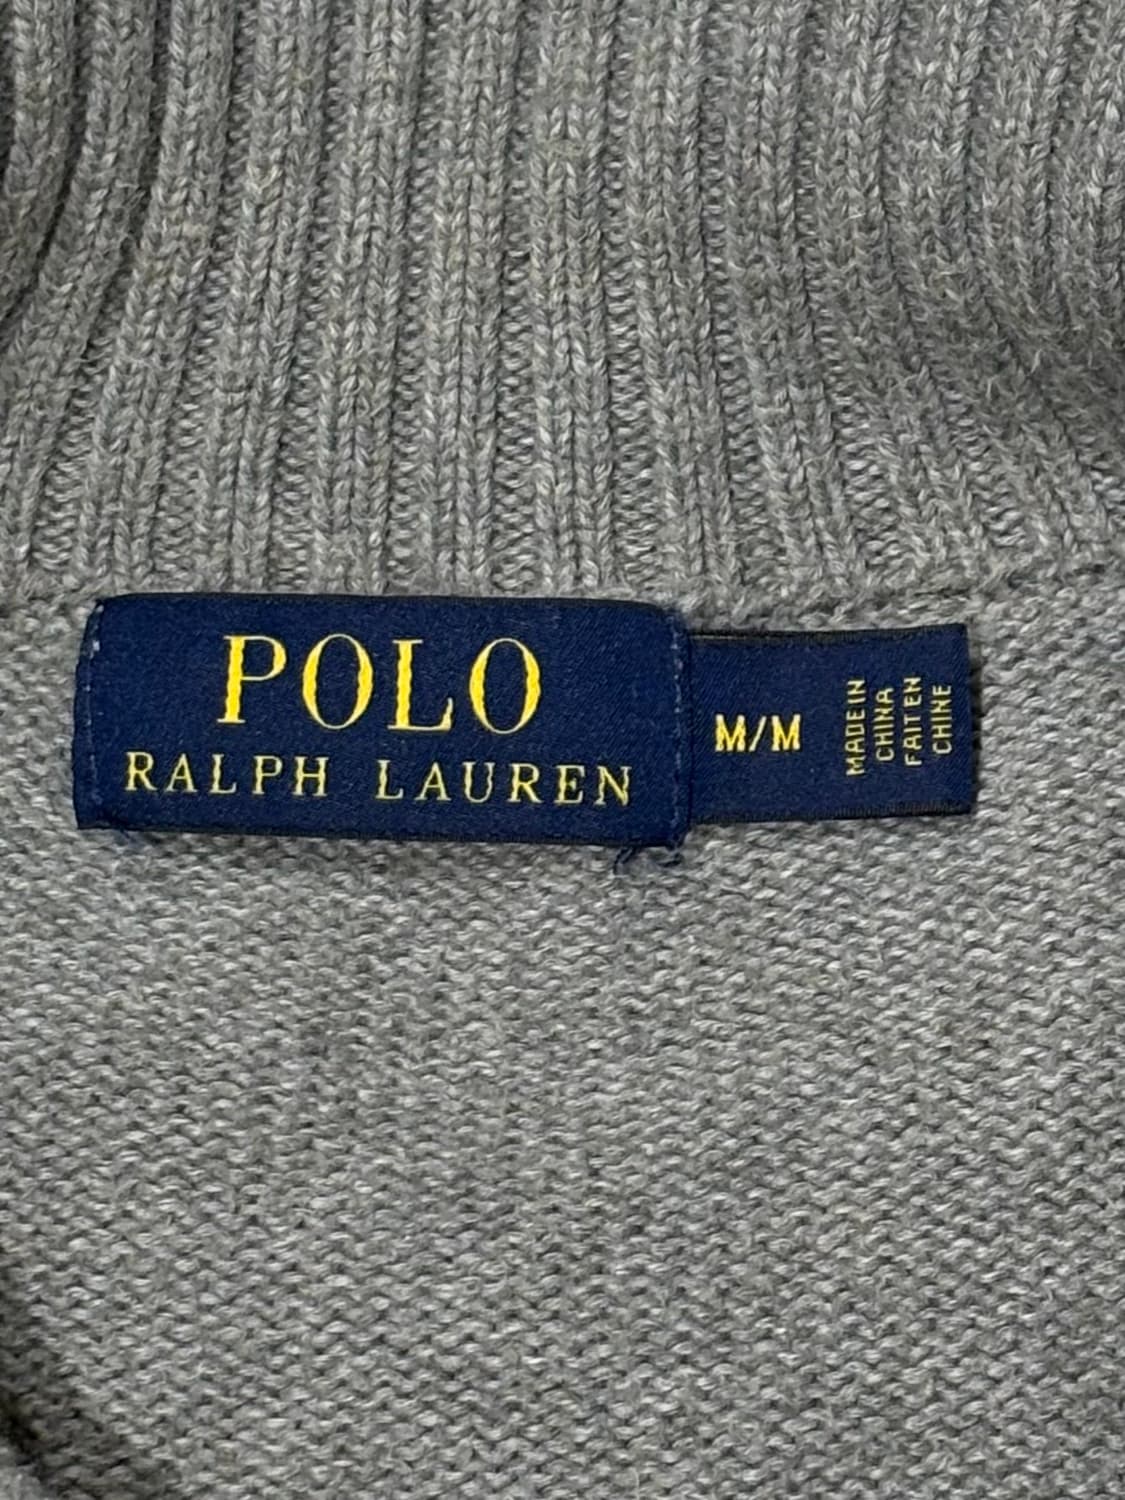 POLO
RALPH LAUREN
M/M
MADE IN
CHINA
FAIT EN
CHINE